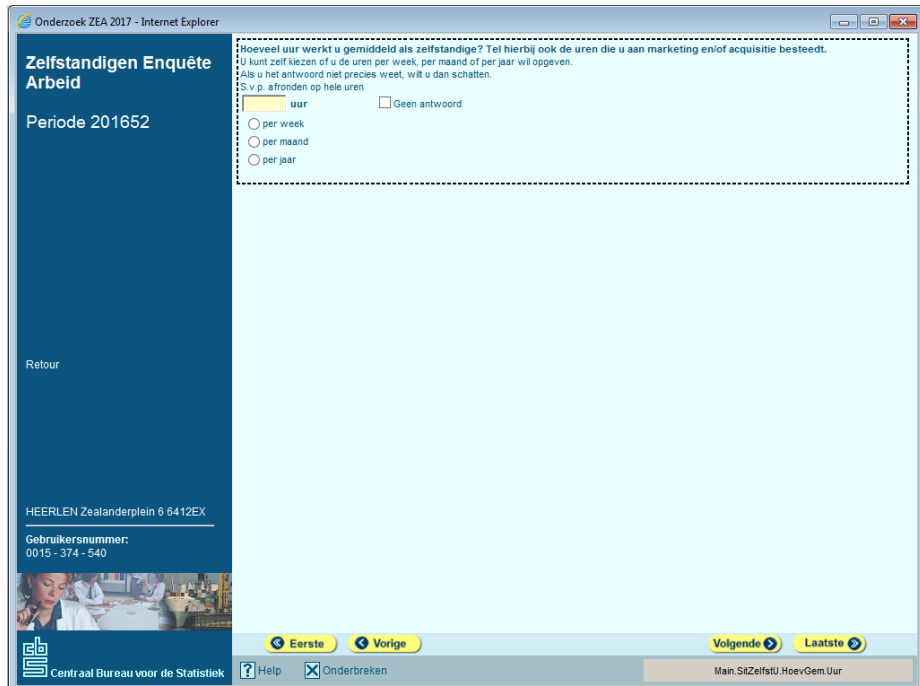 Onderzoek ZEA 2017 - Internet Explorer
Zelfstandigen Enquête
Arbeid
Periode 201652
Retour
HEERLEN Zealanderplein 6 6412EX
Gebruikersnummer:
0015 - 374 - 540
Centraal Bureau voor de Statistiek
Hoeveel uur werkt u gemiddeld als zelfstandige? Tel hierbij ook de uren die u aan marketing en/of acquisitie besteedt.
U kunt zelf kiezen of u de uren per week, per maand of per jaar wil opgeven.
Als u het antwoord niet precies weet, wilt u dan schatten.
S.v.p. afronden op hele uren
uur Geen antwoord
per week
per maand
per jaar
Eerste Vorige Volgende Laatste
? Help X Onderbreken Main.SitZelfstU.HoevGem.Uur